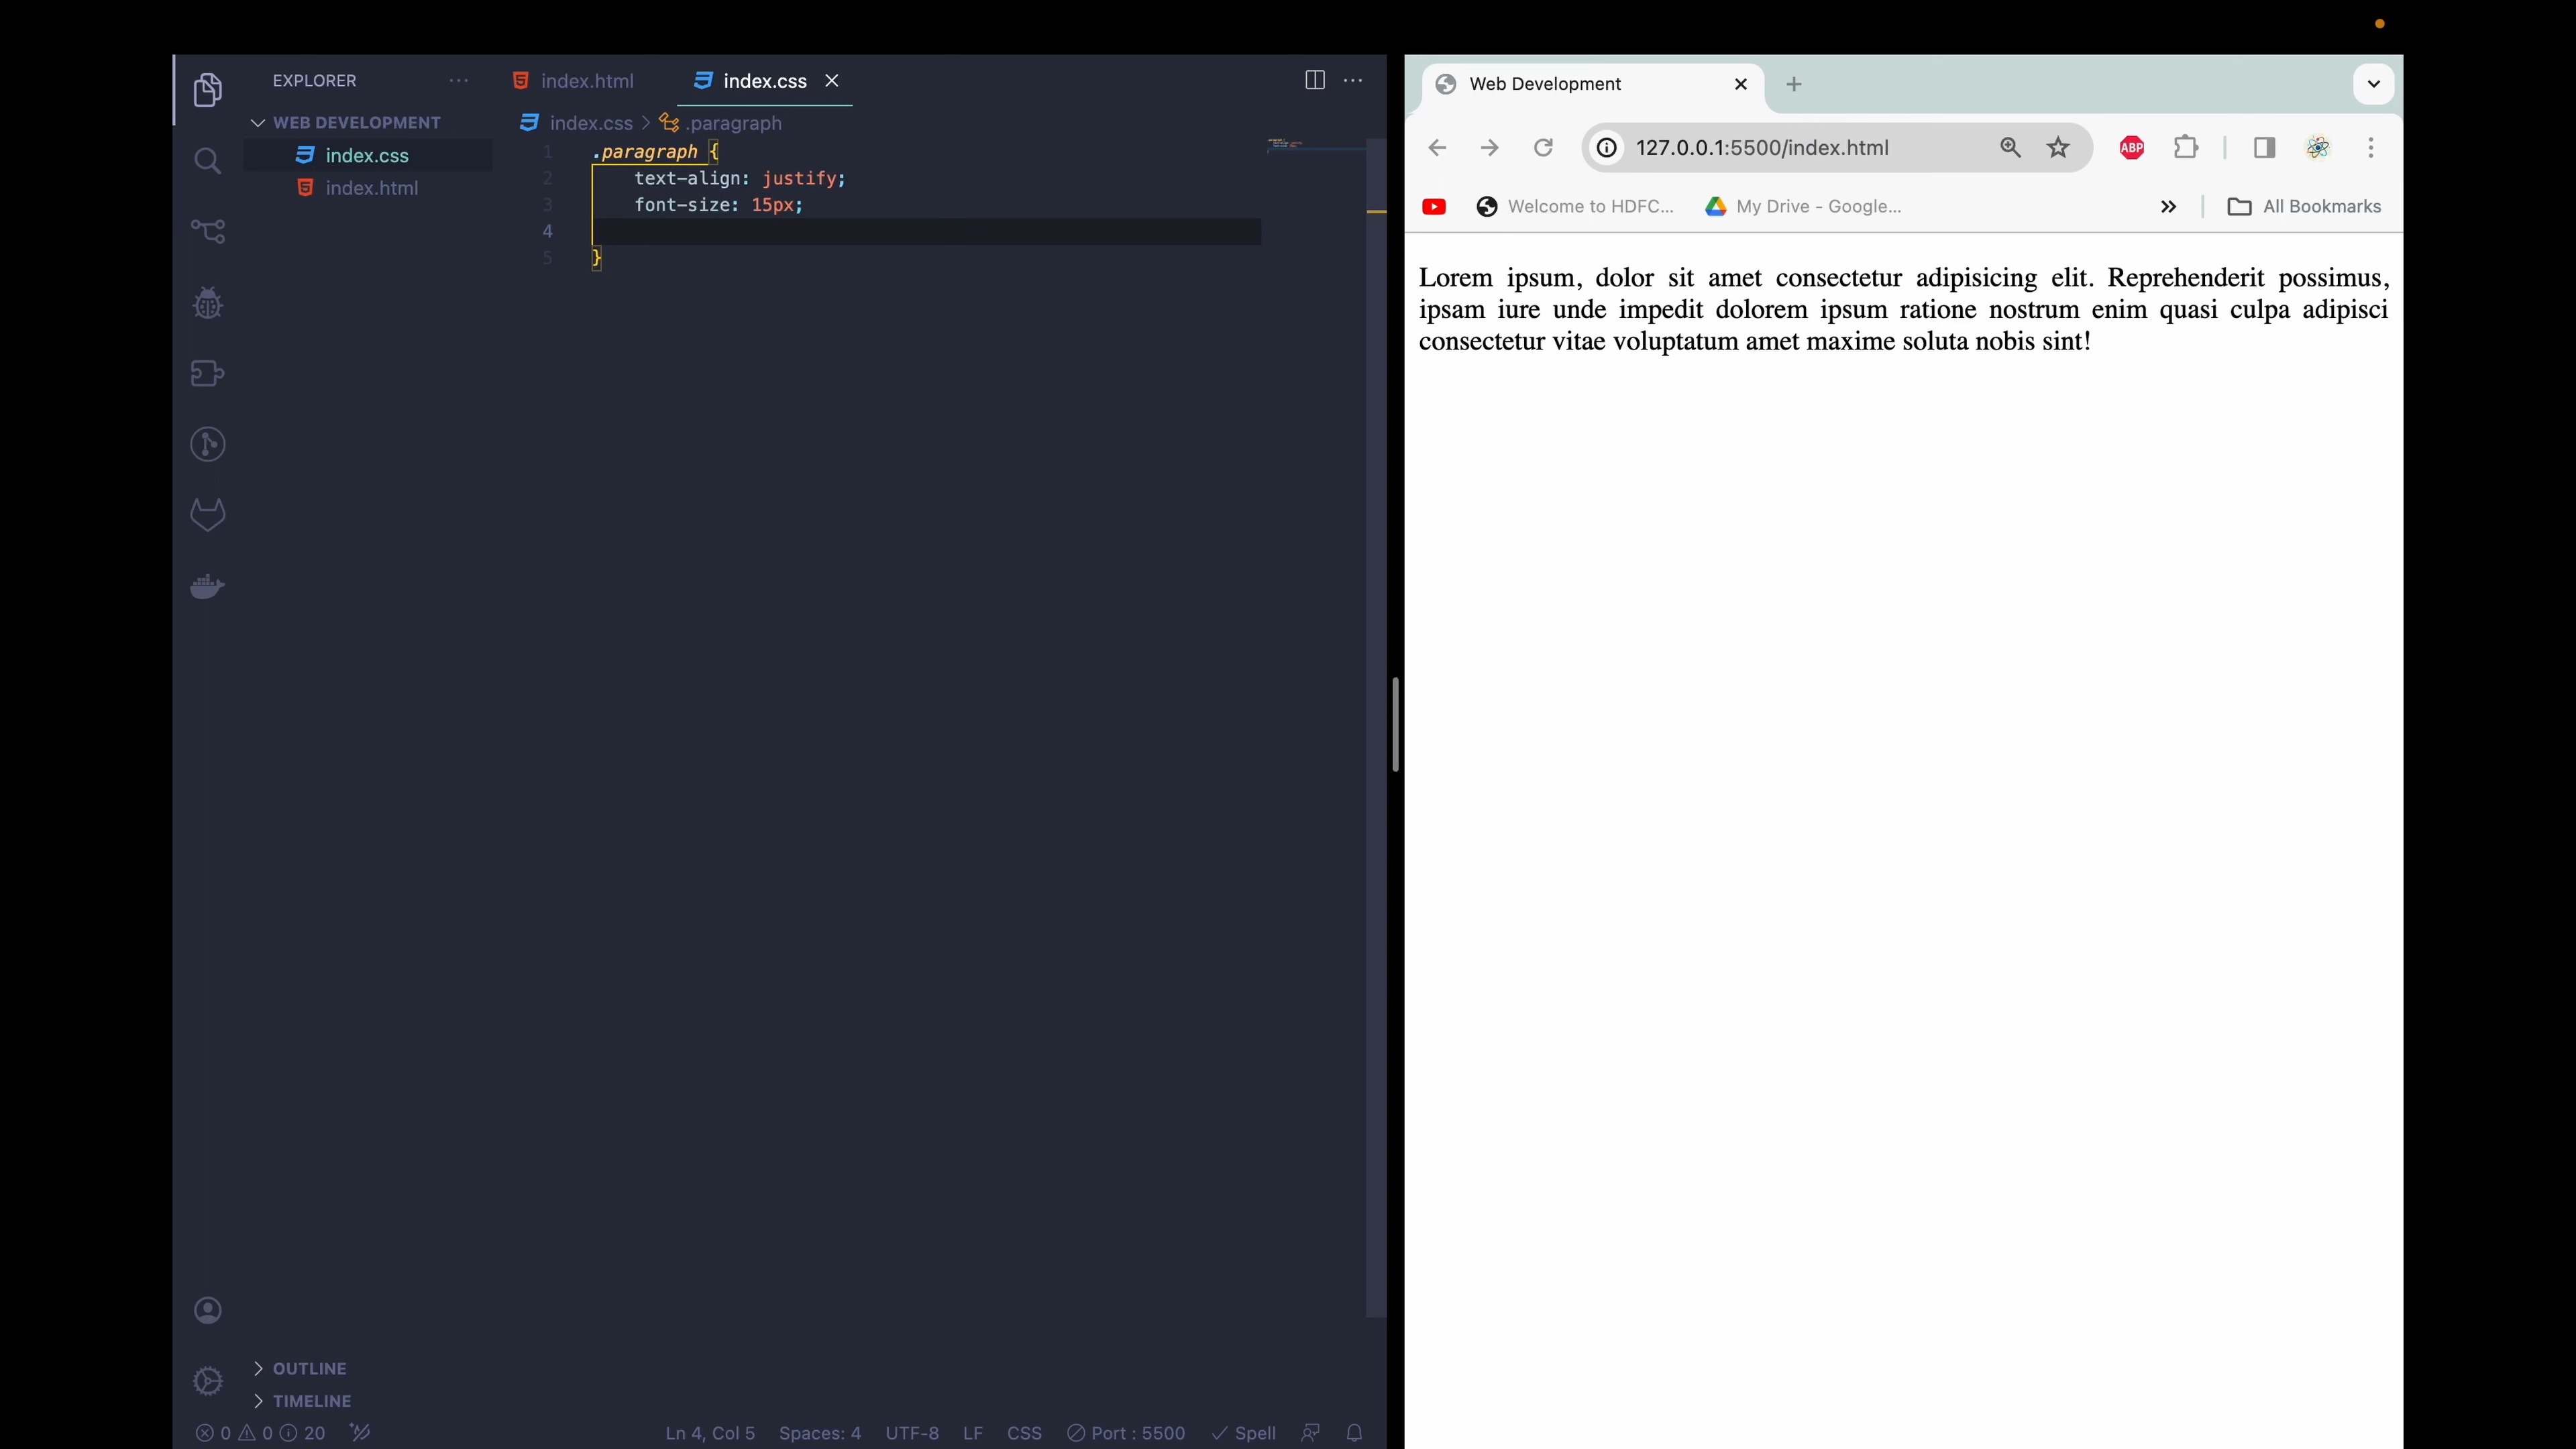 EXPLORER
WEB DEVELOPMENT
index.css
index.html
OUTLINE
TIMELINE
index.html
index.css
index.css > .paragraph
1 .paragraph {
2     text-align: justify;
3     font-size: 15px;
4
5 }
0 0 20
Ln 4, Col 5 Spaces: 4 UTF-8 LF CSS Port : 5500 Spell
Web Development
127.0.0.1:5500/index.html
ABP
Welcome to HDFC... My Drive - Google... All Bookmarks
Lorem ipsum, dolor sit amet consectetur adipisicing elit. Reprehenderit possimus,
ipsam iure unde impedit dolorem ipsum ratione nostrum enim quasi culpa adipisci
consectetur vitae voluptatum amet maxime soluta nobis sint!